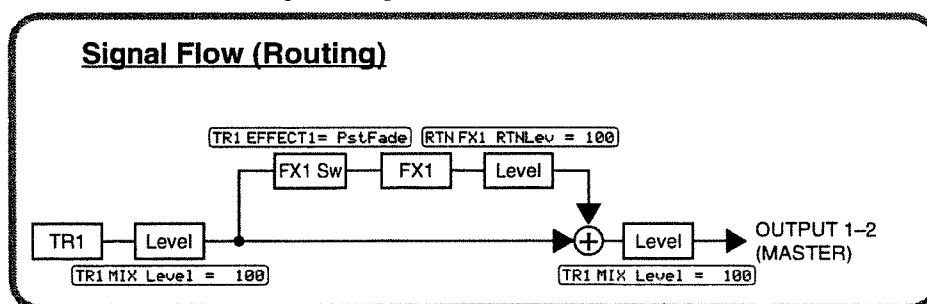 Signal Flow (Routing)
TR1 EFFECT1= PstFade
RTN FX1 RTNLev = 100
FX1 Sw
FX1
Level
TR1
Level
Level
OUTPUT 1–2
(MASTER)
TR1 MIX Level = 100
TR1 MIX Level = 100